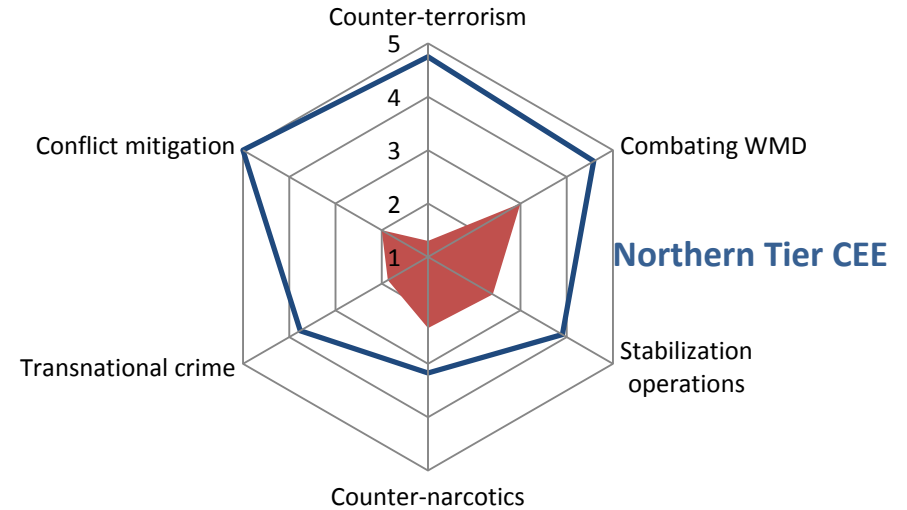 Counter-terrorism
5
4
3
2
1
Conflict mitigation
Combating WMD
Northern Tier CEE
Transnational crime
Stabilization
operations
Counter-narcotics